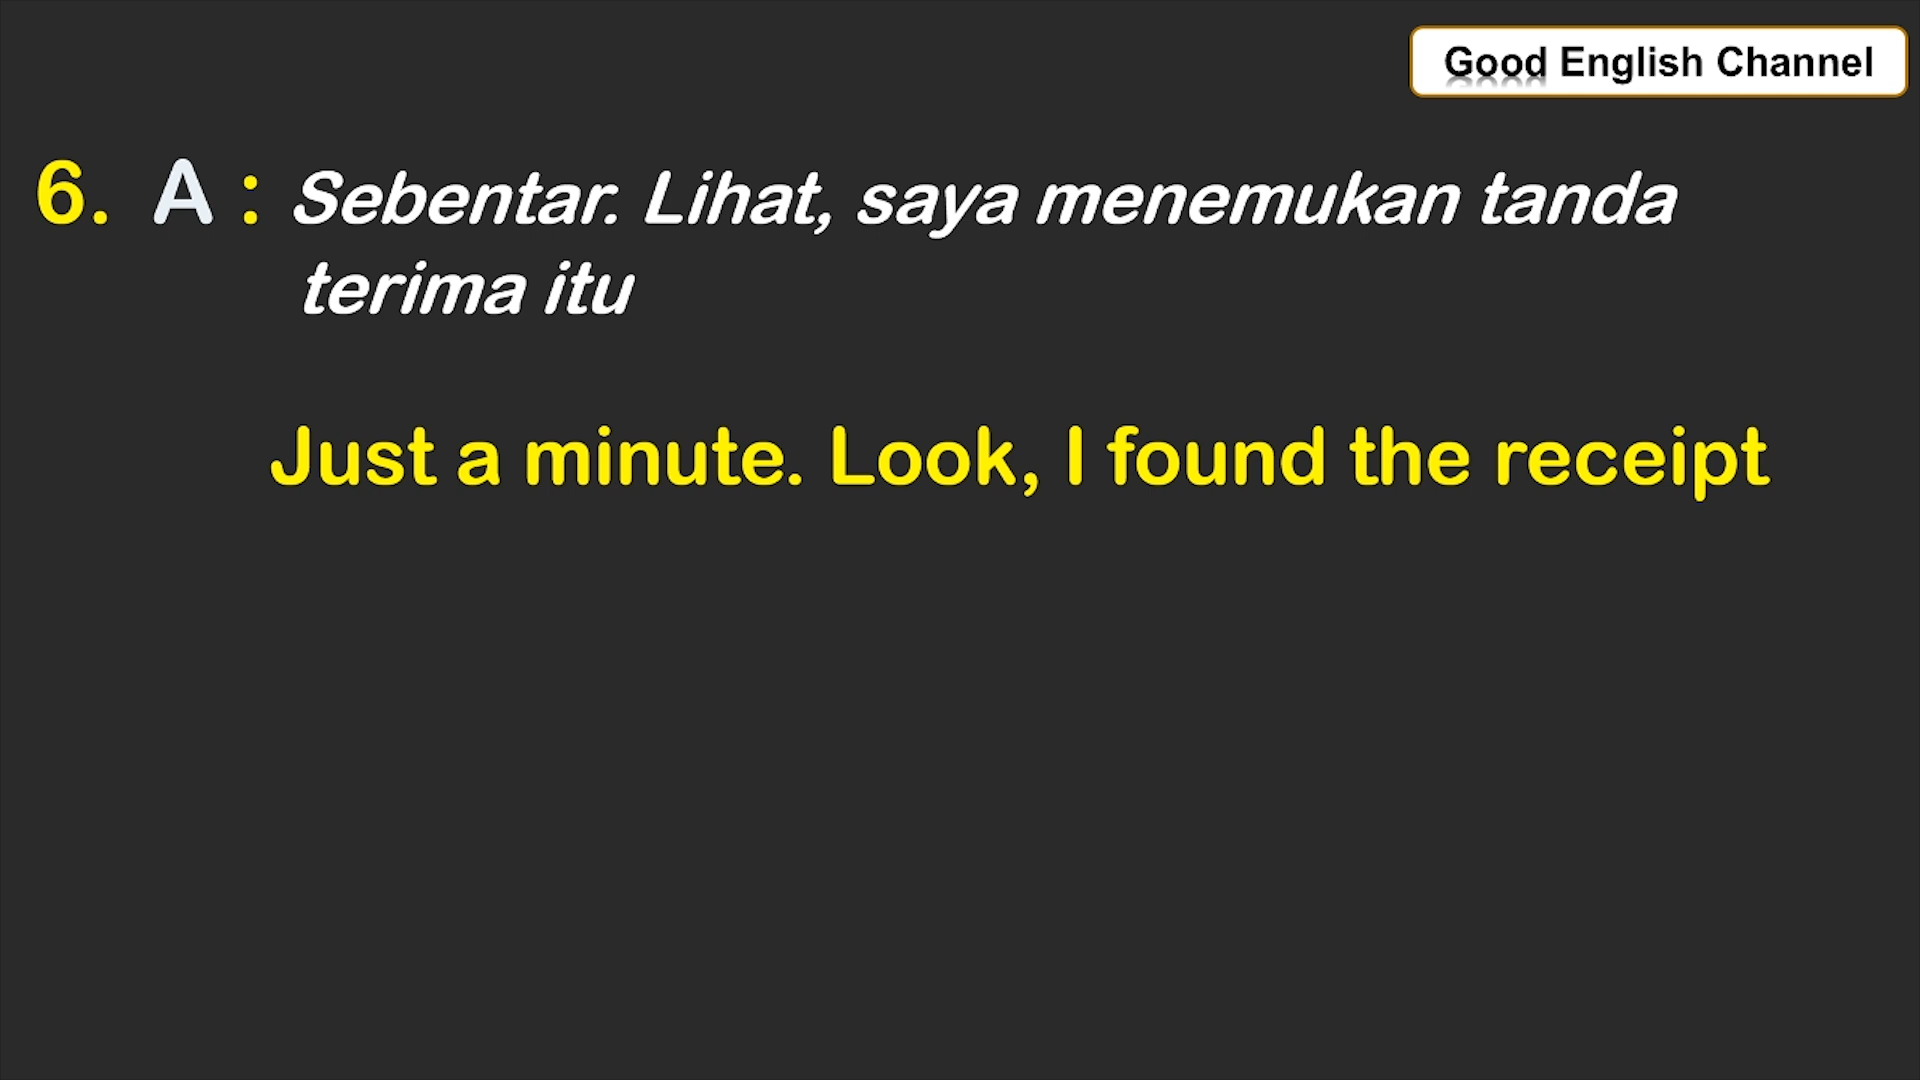 Good English Channel
6. A : Sebentar. Lihat, saya menemukan tanda
terima itu
Just a minute. Look, I found the receipt